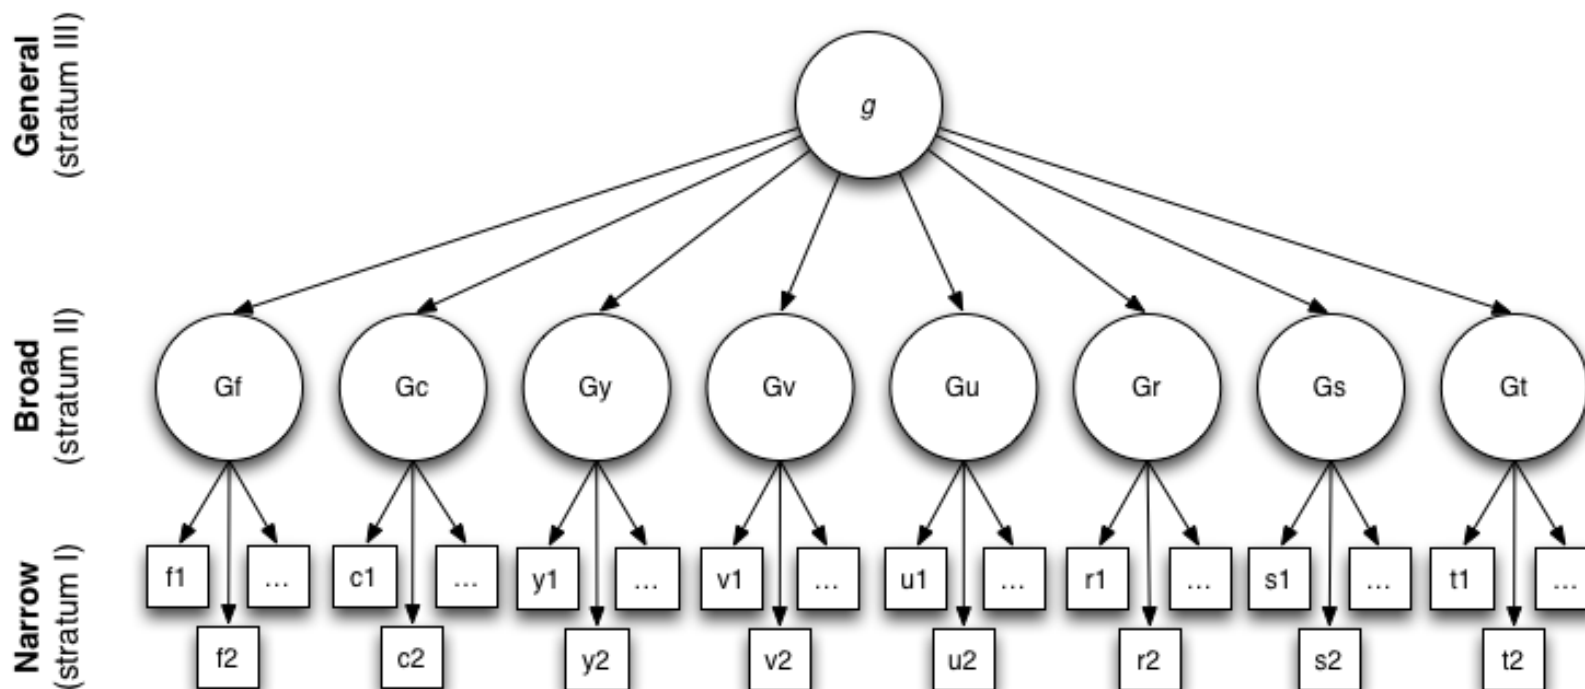 General
(stratum III)
g
Broad
(stratum II)
Gf Gc Gy Gv Gu Gr Gs Gt
Narrow
(stratum I)
f1 ... c1 ... y1 ... v1 ... u1 ... r1 ... s1 ... t1 ...
f2 c2 y2 v2 u2 r2 s2 t2